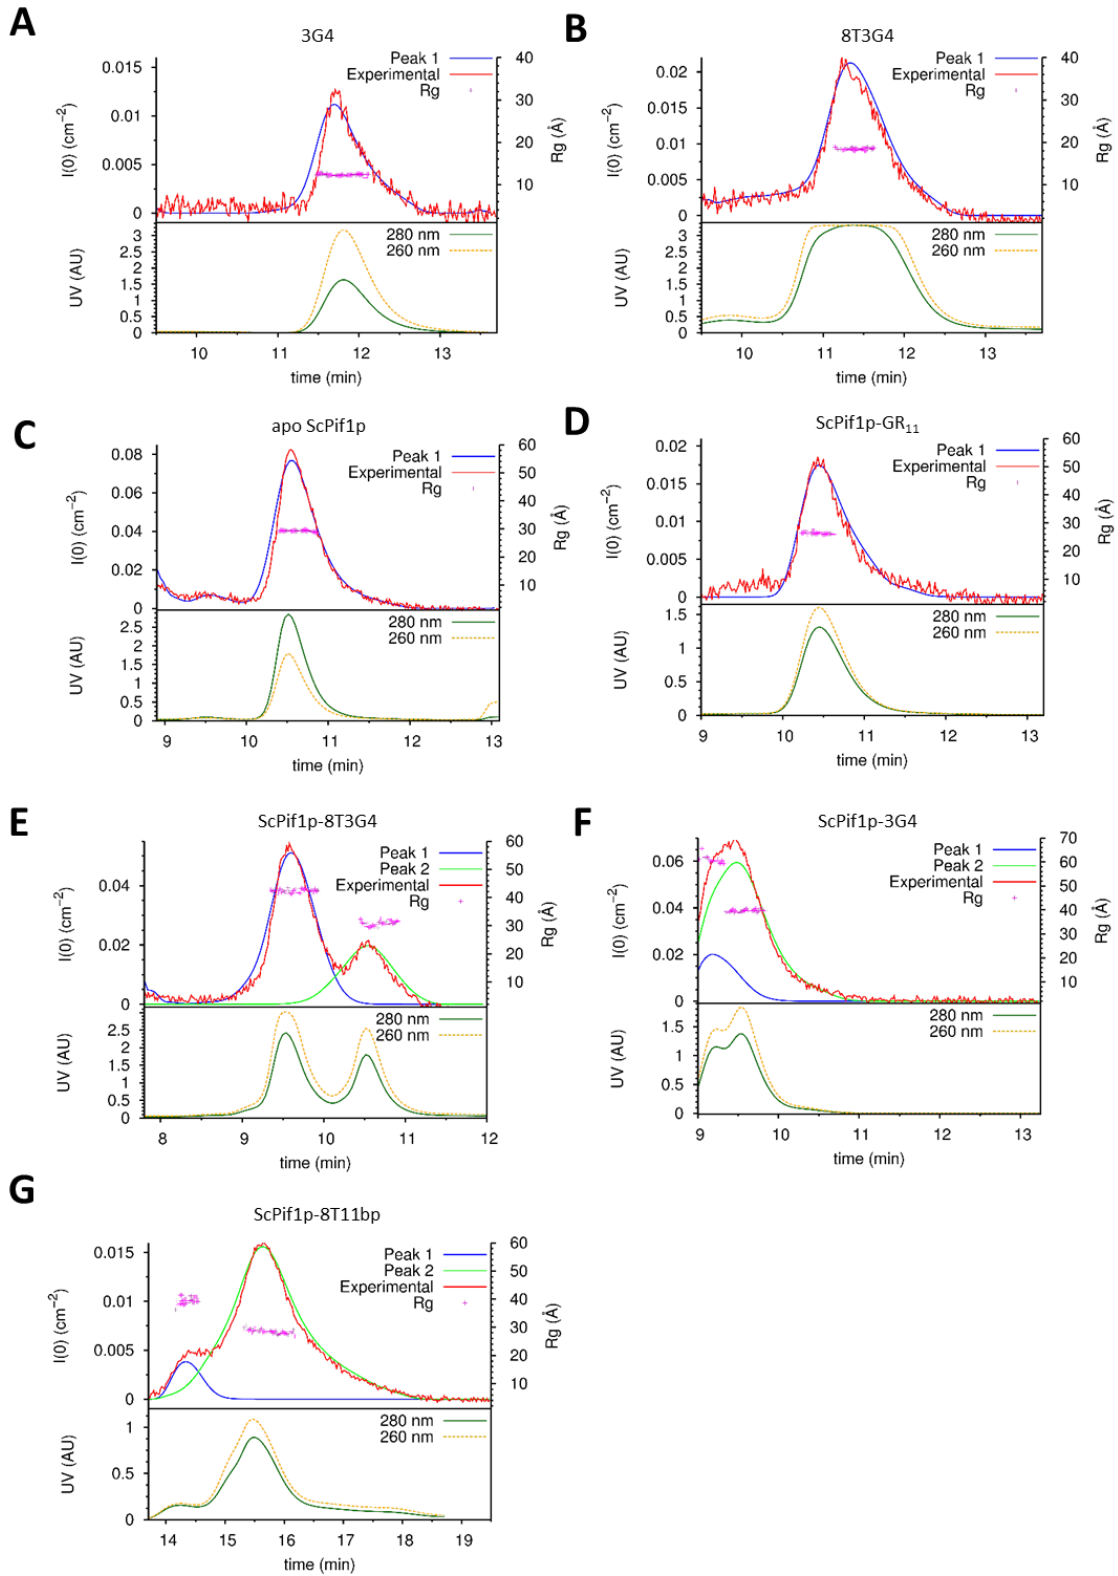 A
3G4
Peak 1
Experimental
Rg
I(0) (cm⁻²)
0.015
0.01
0.005
0
Rg (Å)
40
30
20
10
280 nm
260 nm
UV (AU)
3
2.5
2
1.5
1
0.5
0
10 11 12 13
time (min)
B
8T3G4
Peak 1
Experimental
Rg
I(0) (cm⁻²)
0.02
0.015
0.01
0.005
0
Rg (Å)
40
30
20
10
280 nm
260 nm
UV (AU)
3
2.5
2
1.5
1
0.5
0
10 11 12 13
time (min)
C
apo ScPif1p
Peak 1
Experimental
Rg
I(0) (cm⁻²)
0.08
0.06
0.04
0.02
0
Rg (Å)
60
50
40
30
20
10
280 nm
260 nm
UV (AU)
2.5
2
1.5
1
0.5
0
9 10 11 12 13
time (min)
D
ScPif1p-GR₁₁
Peak 1
Experimental
Rg
I(0) (cm⁻²)
0.02
0.015
0.01
0.005
0
Rg (Å)
60
50
40
30
20
10
280 nm
260 nm
UV (AU)
1.5
1
0.5
0
9 10 11 12 13
time (min)
E
ScPif1p-8T3G4
Peak 1
Peak 2
Experimental
Rg
I(0) (cm⁻²)
0.04
0.02
0
Rg (Å)
60
50
40
30
20
10
280 nm
260 nm
UV (AU)
2.5
2
1.5
1
0.5
0
8 9 10 11 12
time (min)
F
ScPif1p-3G4
Peak 1
Peak 2
Experimental
Rg
I(0) (cm⁻²)
0.06
0.04
0.02
0
Rg (Å)
70
60
50
40
30
20
10
280 nm
260 nm
UV (AU)
1.5
1
0.5
0
9 10 11 12 13
time (min)
G
ScPif1p-8T11bp
Peak 1
Peak 2
Experimental
Rg
I(0) (cm⁻²)
0.015
0.01
0.005
0
Rg (Å)
60
50
40
30
20
10
280 nm
260 nm
UV (AU)
1
0.5
0
14 15 16 17 18 19
time (min)